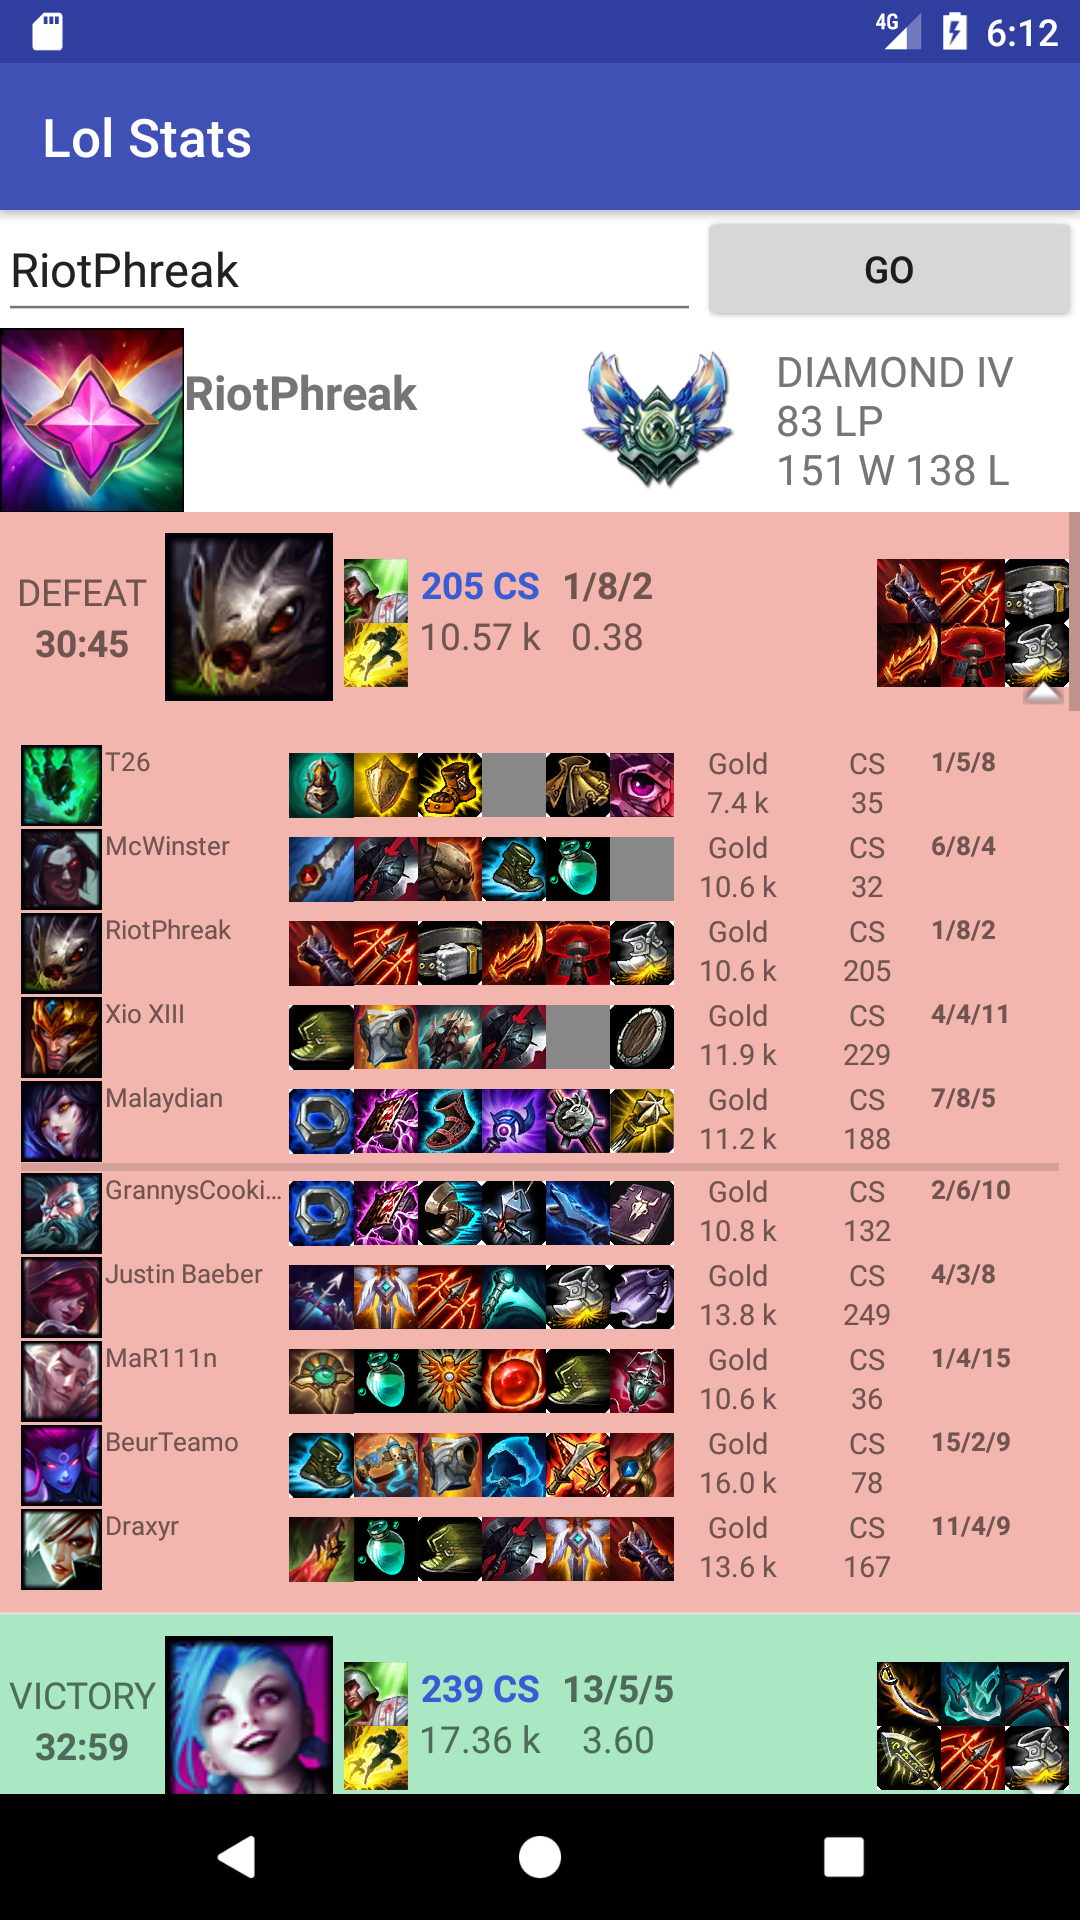 4G 6:12
Lol Stats
RiotPhreak GO
RiotPhreak
DIAMOND IV
83 LP
151 W 138 L
DEFEAT 205 CS 1/8/2
30:45 10.57 k 0.38
T26 Gold CS 1/5/8
7.4 k 35
McWinster Gold CS 6/8/4
10.6 k 32
RiotPhreak Gold CS 1/8/2
10.6 k 205
Xio XIII Gold CS 4/4/11
11.9 k 229
Malaydian Gold CS 7/8/5
11.2 k 188
GrannysCooki... Gold CS 2/6/10
10.8 k 132
Justin Baeber Gold CS 4/3/8
13.8 k 249
MaR111n Gold CS 1/4/15
10.6 k 36
BeurTeamo Gold CS 15/2/9
16.0 k 78
Draxyr Gold CS 11/4/9
13.6 k 167
VICTORY 239 CS 13/5/5
32:59 17.36 k 3.60